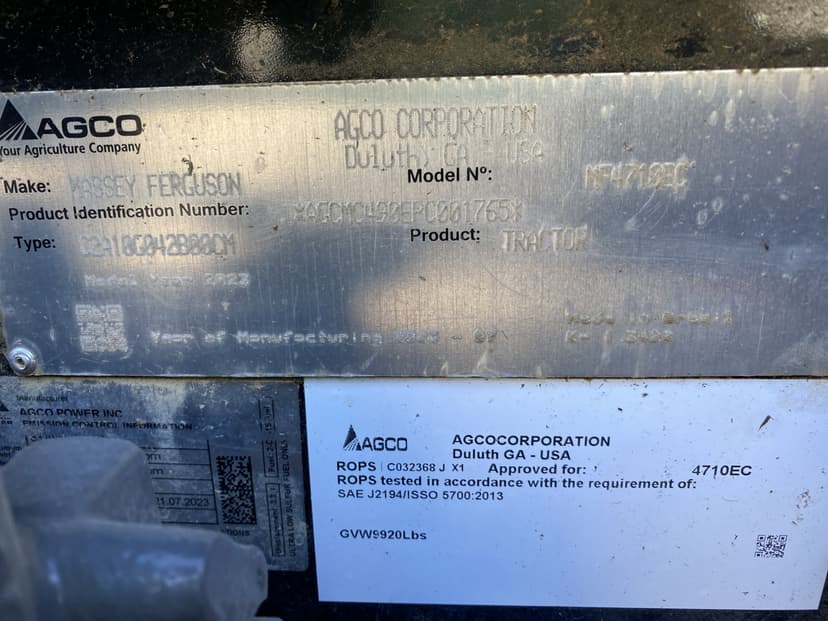 AGCO
Your Agriculture Company
AGCO CORPORATION
Duluth, GA - USA
Make: MASSEY FERGUSON
Model Nº: MF4710EC
Product Identification Number: *AGCMC490EPC001765*
Type: Product: TRACTOR
Model Year 2023
Year of Manufacturing
Made in Brazil
Manufacturer
AGCO POWER INC
EMISSION CONTROL INFORMATION
21.07.2023
ULTRA LOW SULFUR FUEL ONLY
AGCO
AGCOCORPORATION
Duluth GA - USA
ROPS C032368 J X1 Approved for: 4710EC
ROPS tested in accordance with the requirement of:
SAE J2194/ISSO 5700:2013
GVW9920Lbs